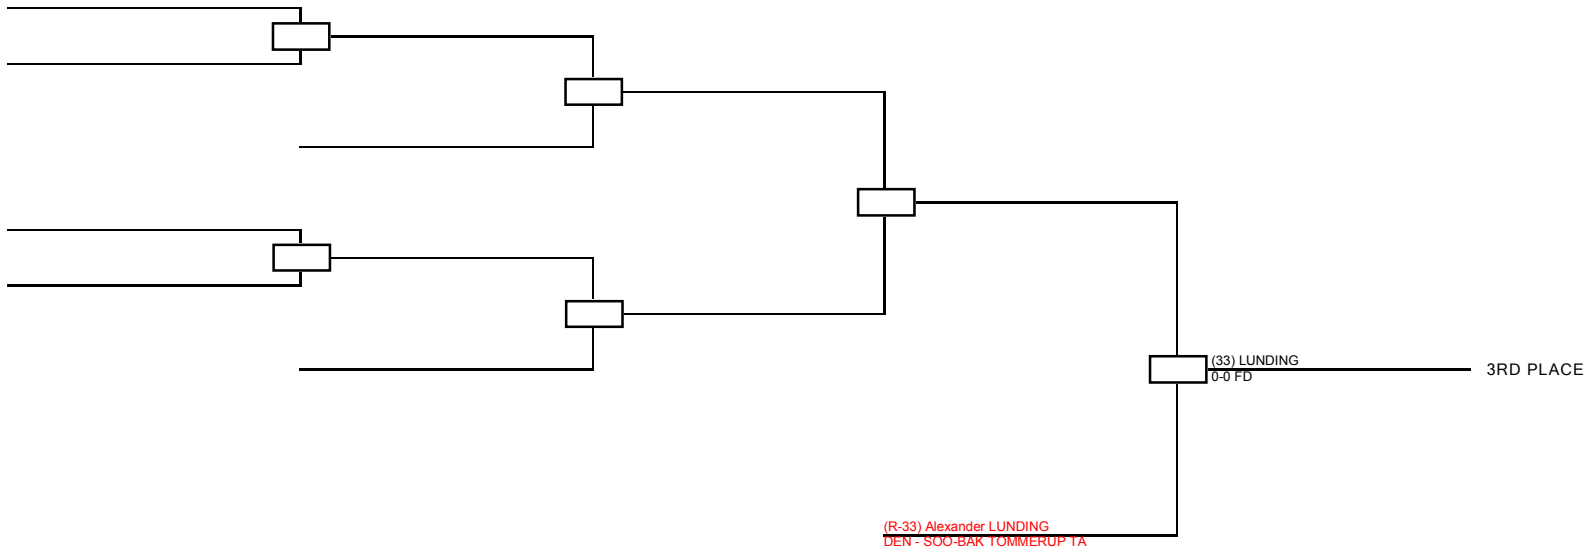 (33) LUNDING
0-0 FD
3RD PLACE
(R-33) Alexander LUNDING
DEN - SOO-BAK TOMMERUP TA